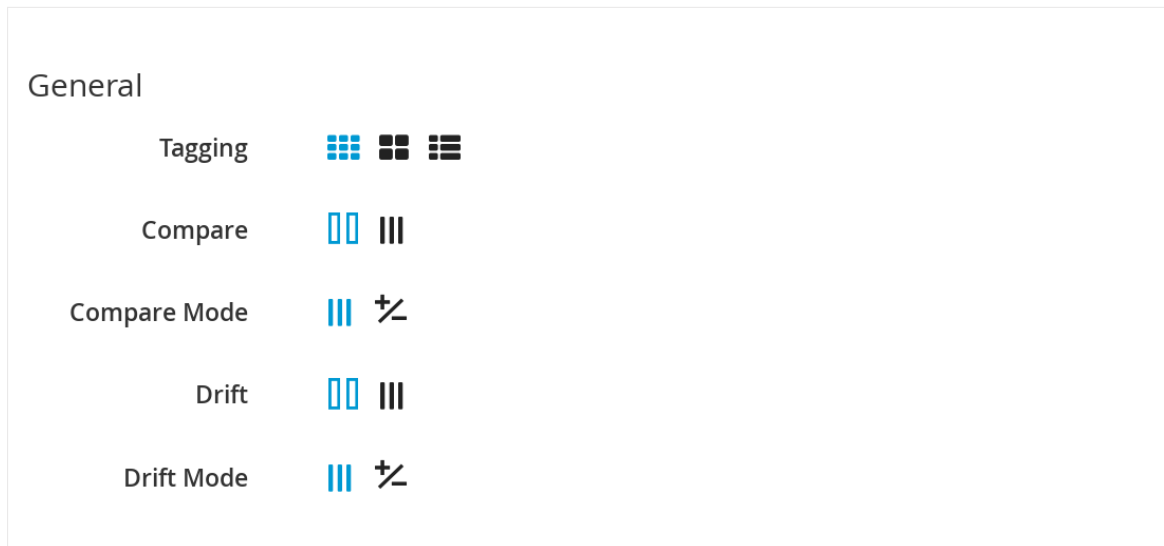 General
Tagging
Compare
Compare Mode
Drift
Drift Mode